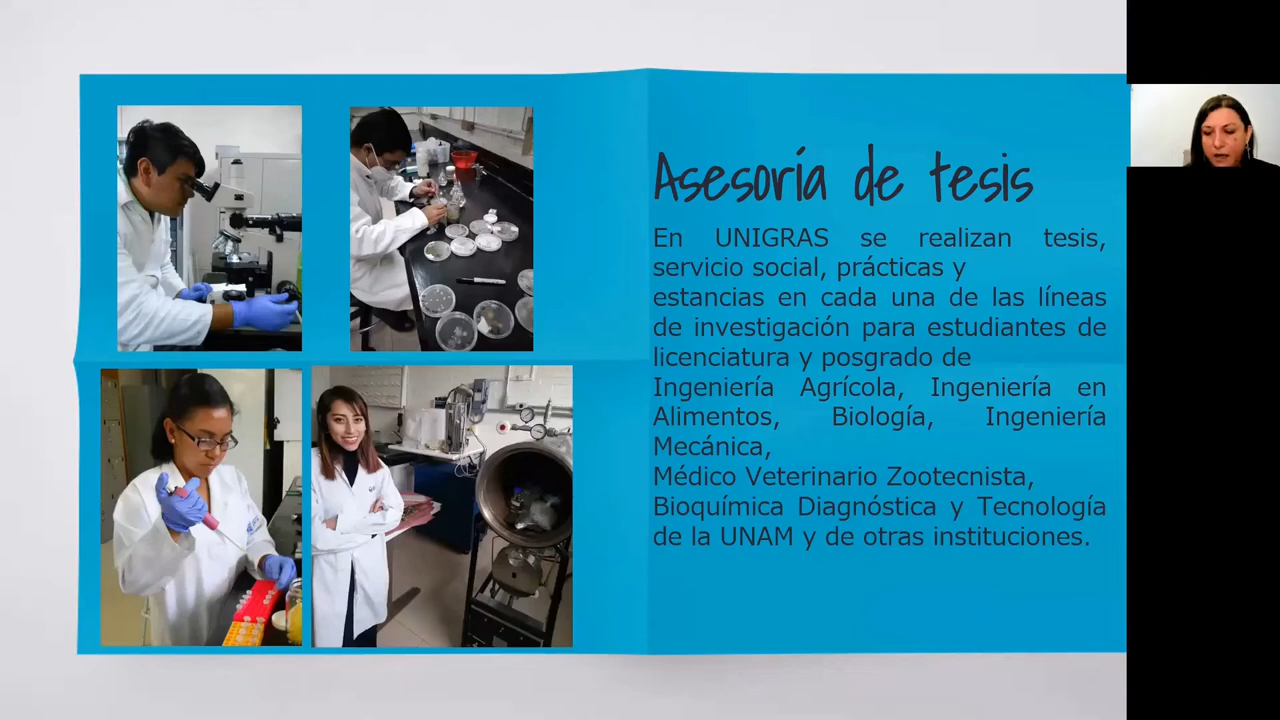 Asesoría de tesis
En UNIGRAS se realizan tesis,
servicio social, prácticas y
estancias en cada una de las líneas
de investigación para estudiantes de
licenciatura y posgrado de
Ingeniería Agrícola, Ingeniería en
Alimentos, Biología, Ingeniería
Mecánica,
Médico Veterinario Zootecnista,
Bioquímica Diagnóstica y Tecnología
de la UNAM y de otras instituciones.